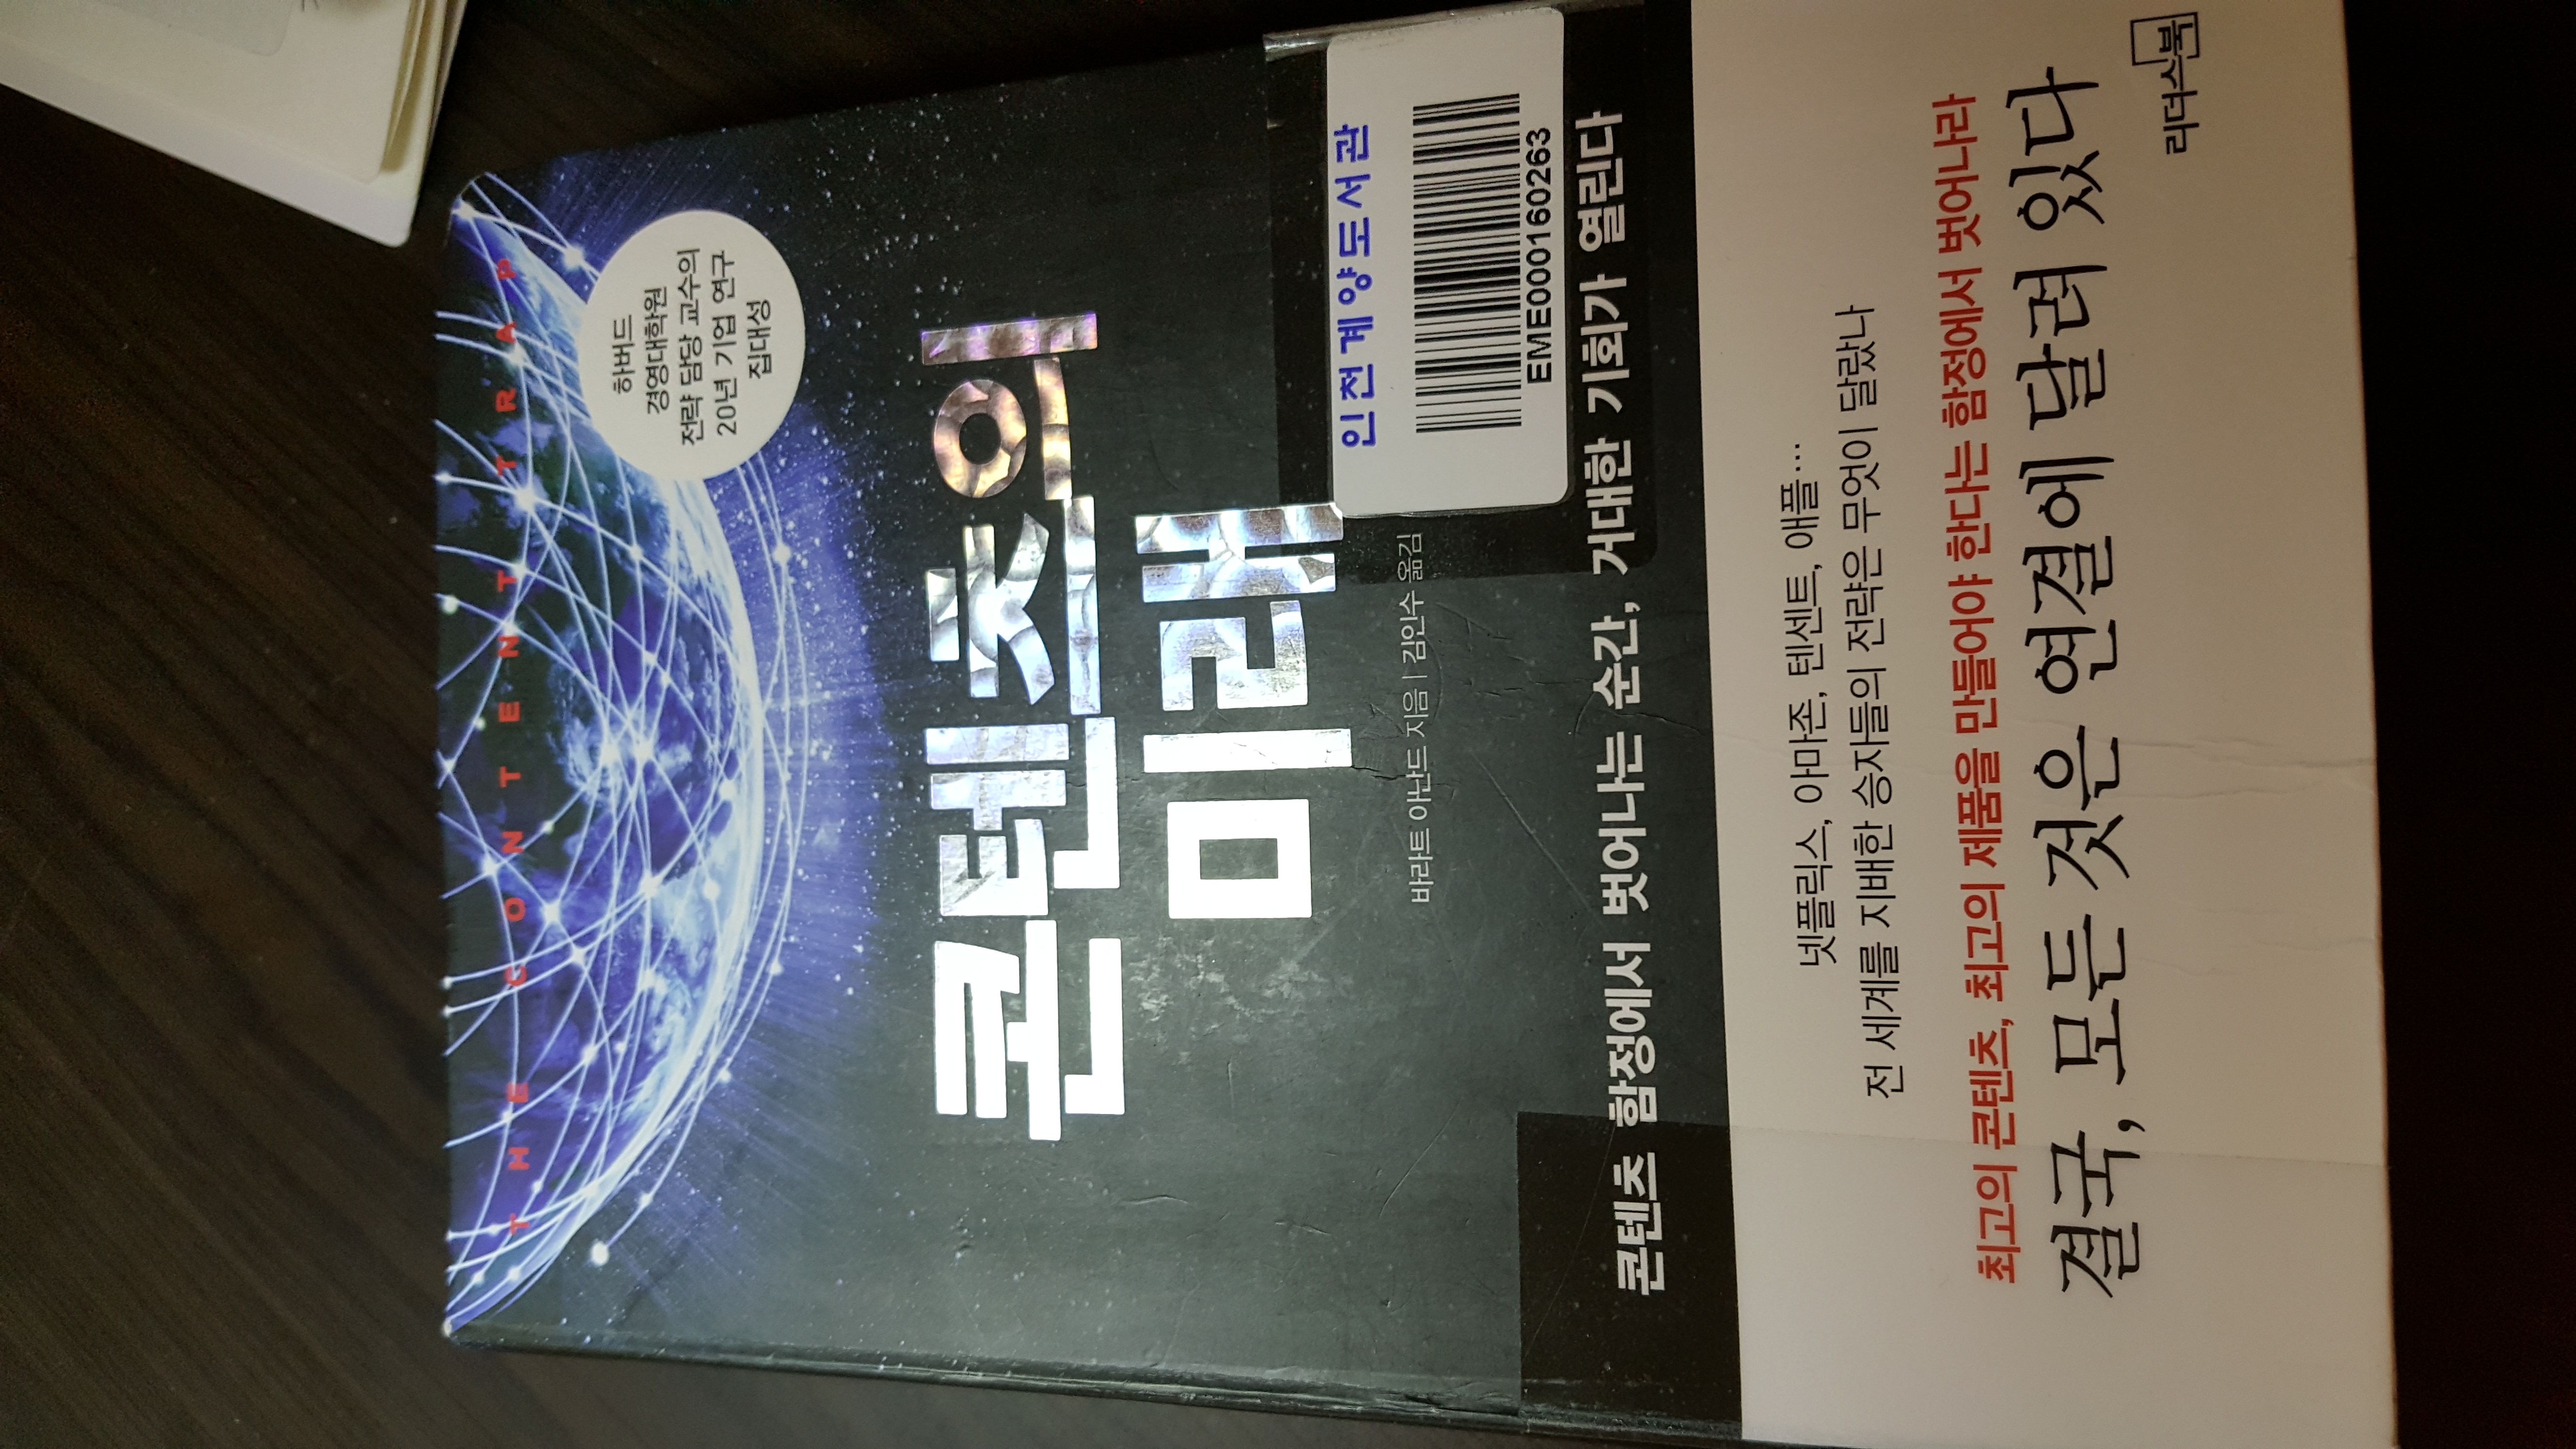 THE CONTENT TRAP
하버드
경영대학원
전략 담당 교수의
20년 기업 연구
집대성
콘텐츠의
미래
바라트 아난드 지음 | 김인수 옮김
인천계양도서관
EME000160263
콘텐츠 함정에서 벗어나는 순간, 거대한 기회가 열린다
넷플릭스, 아마존, 텐센트, 애플…
전 세계를 지배한 승자들의 전략은 무엇이 달랐나
최고의 콘텐츠, 최고의 제품을 만들어야 한다는 함정에서 벗어나라
결국, 모든 것은 연결에 달려 있다
리더스북